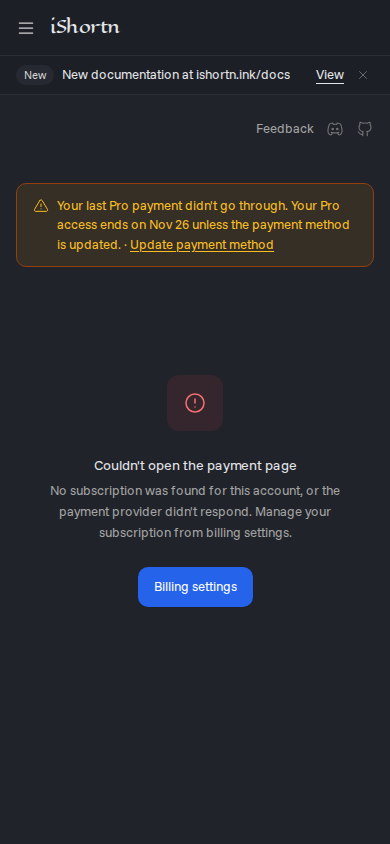 iShortn
New New documentation at ishortn.ink/docs View
Feedback
Your last Pro payment didn't go through. Your Pro
access ends on Nov 26 unless the payment method
is updated. · Update payment method
Couldn't open the payment page
No subscription was found for this account, or the
payment provider didn't respond. Manage your
subscription from billing settings.
Billing settings